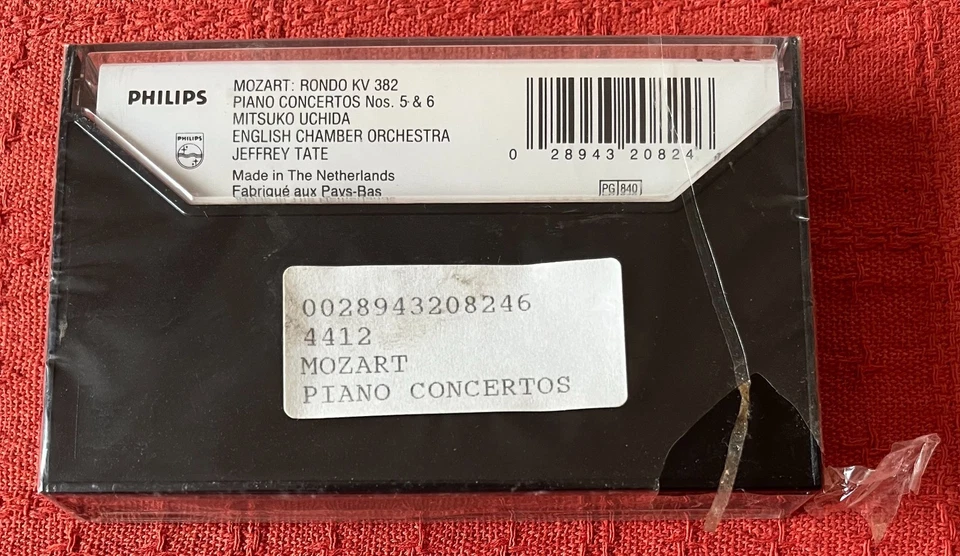 PHILIPS
PHILIPS
MOZART: RONDO KV 382
PIANO CONCERTOS Nos. 5 & 6
MITSUKO UCHIDA
ENGLISH CHAMBER ORCHESTRA
JEFFREY TATE
Made in The Netherlands
Fabriqué aux Pays-Bas
0 28943 20824
PG 840
0028943208246
4412
MOZART
PIANO CONCERTOS